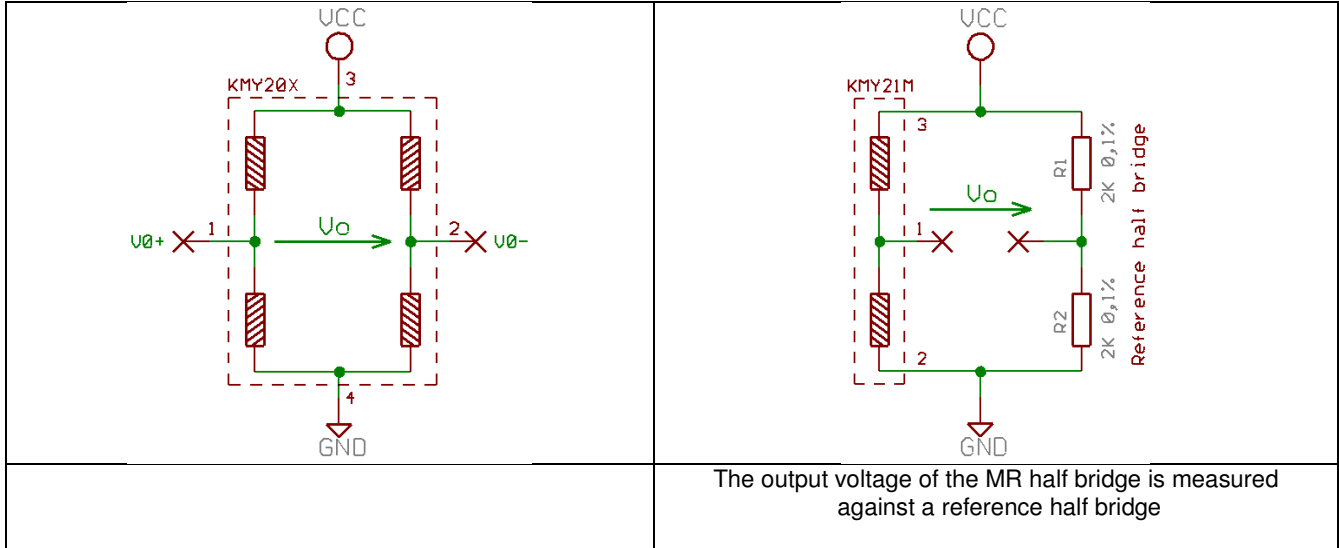 VCC
3
KMY20X
V0+
1
Vo
2
V0-
4
GND
VCC
KMY21M
3
R1
2K 0,1%
Vo
1
R2
2K 0,1%
Reference half bridge
2
GND
The output voltage of the MR half bridge is measured
against a reference half bridge